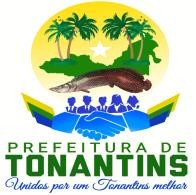 PREFEITURA DE
TONANTINS
Unidos por um Tonantins melhor